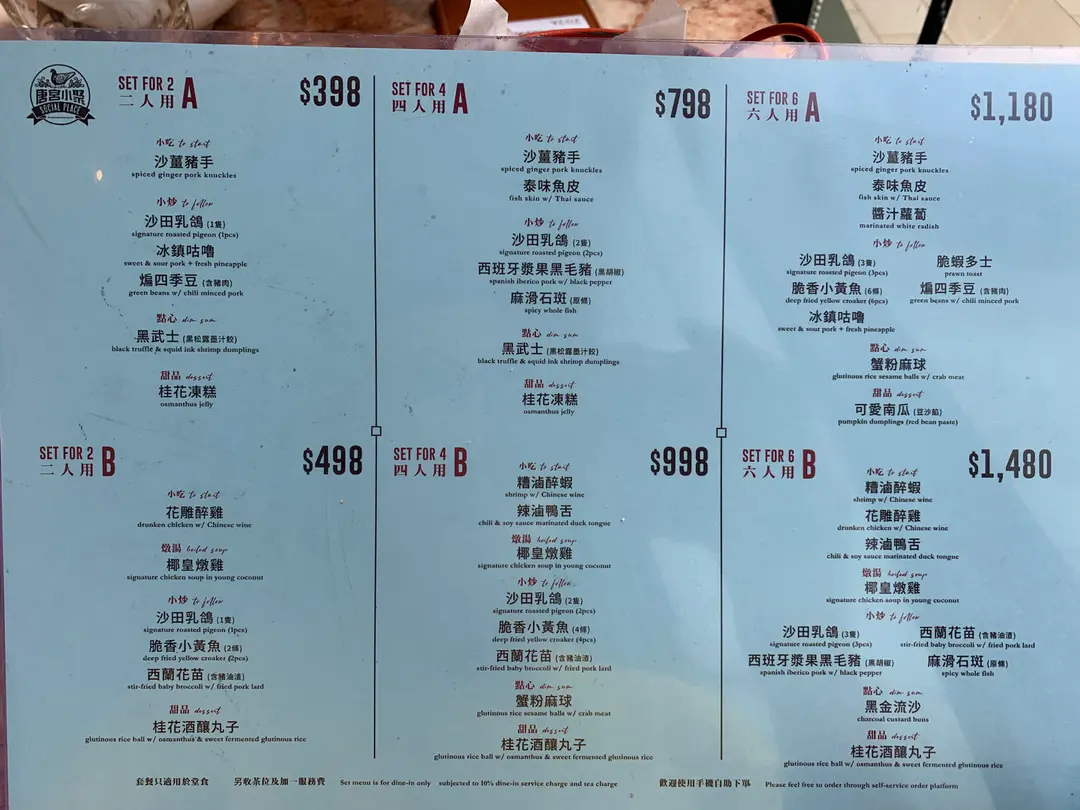 唐宮小聚
SOCIAL PLACE
SET FOR 2
二人用 A
$398
小吃 to start
沙薑豬手
spiced ginger pork knuckles
小炒 to follow
沙田乳鴿 (1隻)
signature roasted pigeon (1pcs)
冰鎮咕嚕
sweet & sour pork + fresh pineapple
煸四季豆 (含豬肉)
green beans w/ chili minced pork
點心 dim sum
黑武士 (黑松露墨汁餃)
black truffle & squid ink shrimp dumplings
甜品 dessert
桂花凍糕
osmanthus jelly
SET FOR 4
四人用 A
$798
小吃 to start
沙薑豬手
spiced ginger pork knuckles
泰味魚皮
fish skin w/ Thai sauce
小炒 to follow
沙田乳鴿 (2隻)
signature roasted pigeon (2pcs)
西班牙漿果黑毛豬 (黑胡椒)
spanish iberico pork w/ black pepper
麻滑石斑 (原條)
spicy whole fish
點心 dim sum
黑武士 (黑松露墨汁餃)
black truffle & squid ink shrimp dumplings
甜品 dessert
桂花凍糕
osmanthus jelly
SET FOR 6
六人用 A
$1,180
小吃 to start
沙薑豬手
spiced ginger pork knuckles
泰味魚皮
fish skin w/ Thai sauce
醬汁蘿蔔
marinated white radish
小炒 to follow
沙田乳鴿 (3隻)
signature roasted pigeon (3pcs)
脆蝦多士
prawn toast
脆香小黃魚 (6條)
deep fried yellow croaker (6pcs)
煸四季豆 (含豬肉)
green beans w/ chili minced pork
冰鎮咕嚕
sweet & sour pork + fresh pineapple
點心 dim sum
蟹粉麻球
glutinous rice sesame balls w/ crab meat
甜品 dessert
可愛南瓜 (豆沙餡)
pumpkin dumplings (red bean paste)
SET FOR 2
二人用 B
$498
小吃 to start
花雕醉雞
drunken chicken w/ Chinese wine
燉湯 boiled soup
椰皇燉雞
signature chicken soup in young coconut
小炒 to follow
沙田乳鴿 (1隻)
signature roasted pigeon (1pcs)
脆香小黃魚 (2條)
deep fried yellow croaker (2pcs)
西蘭花苗 (含豬油渣)
stir-fried baby broccoli w/ fried pork lard
甜品 dessert
桂花酒釀丸子
glutinous rice ball w/ osmanthus & sweet fermented glutinous rice
SET FOR 4
四人用 B
$998
小吃 to start
糟滷醉蝦
shrimp w/ Chinese wine
辣滷鴨舌
chili & soy sauce marinated duck tongue
燉湯 boiled soup
椰皇燉雞
signature chicken soup in young coconut
小炒 to follow
沙田乳鴿 (2隻)
signature roasted pigeon (2pcs)
脆香小黃魚 (4條)
deep fried yellow croaker (4pcs)
西蘭花苗 (含豬油渣)
stir-fried baby broccoli w/ fried pork lard
點心 dim sum
蟹粉麻球
glutinous rice sesame balls w/ crab meat
甜品 dessert
桂花酒釀丸子
glutinous rice ball w/ osmanthus & sweet fermented glutinous rice
SET FOR 6
六人用 B
$1,480
小吃 to start
糟滷醉蝦
shrimp w/ Chinese wine
花雕醉雞
drunken chicken w/ Chinese wine
辣滷鴨舌
chili & soy sauce marinated duck tongue
燉湯 boiled soup
椰皇燉雞
signature chicken soup in young coconut
小炒 to follow
沙田乳鴿 (3隻)
signature roasted pigeon (3pcs)
西蘭花苗 (含豬油渣)
stir-fried baby broccoli w/ fried pork lard
西班牙漿果黑毛豬 (黑胡椒)
spanish iberico pork w/ black pepper
麻滑石斑 (原條)
spicy whole fish
點心 dim sum
黑金流沙
charcoal custard buns
甜品 dessert
桂花酒釀丸子
glutinous rice ball w/ osmanthus & sweet fermented glutinous rice
套餐只適用於堂食 另收茶位及加一服務費 Set menu is for dine-in only subjected to 10% dine-in service charge and tea charge 歡迎使用手機自助下單 Please feel free to order through self-service order platform